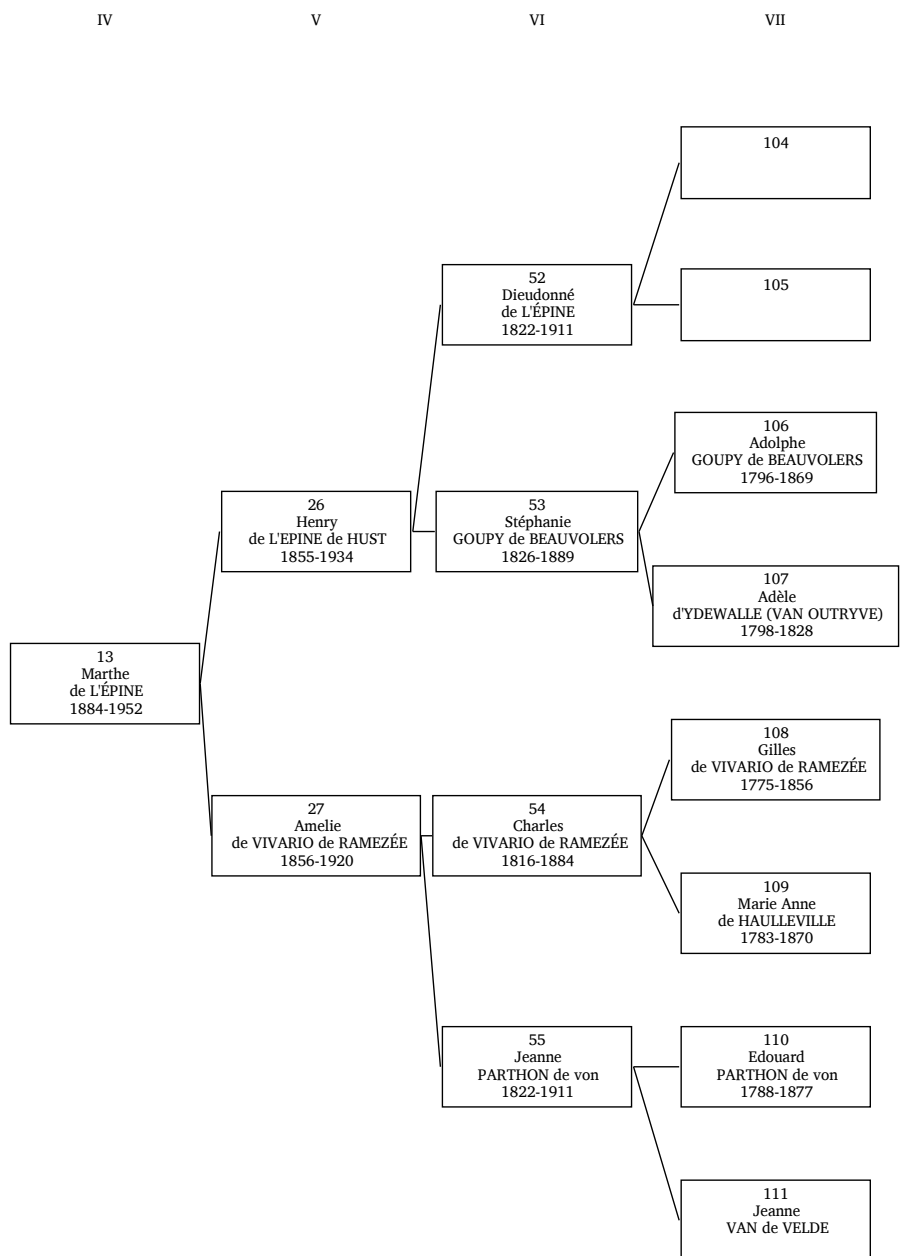 IV V VI VII
104
105
52
Dieudonné
de L'ÉPINE
1822-1911
106
Adolphe
GOUPY de BEAUVOLERS
1796-1869
26
Henry
de L'EPINE de HUST
1855-1934
53
Stéphanie
GOUPY de BEAUVOLERS
1826-1889
107
Adèle
d'YDEWALLE (VAN OUTRYVE)
1798-1828
13
Marthe
de L'ÉPINE
1884-1952
108
Gilles
de VIVARIO de RAMEZÉE
1775-1856
27
Amelie
de VIVARIO de RAMEZÉE
1856-1920
54
Charles
de VIVARIO de RAMEZÉE
1816-1884
109
Marie Anne
de HAULLEVILLE
1783-1870
55
Jeanne
PARTHON de von
1822-1911
110
Edouard
PARTHON de von
1788-1877
111
Jeanne
VAN de VELDE